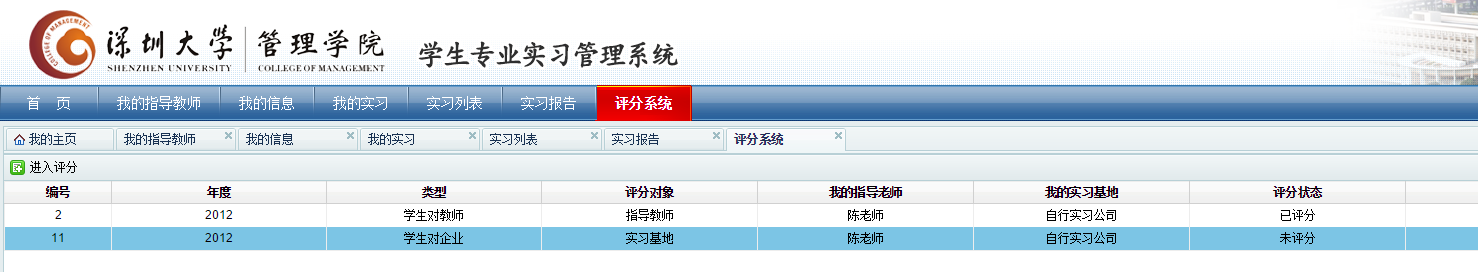 COLLEGE OF MANAGEMENT
深圳大学
SHENZHEN UNIVERSITY
管理学院
COLLEGE OF MANAGEMENT
学生专业实习管理系统
首 页 我的指导教师 我的信息 我的实习 实习列表 实习报告 评分系统
我的主页 我的指导教师 我的信息 我的实习 实习列表 实习报告 评分系统
进入评分
编号 年度 类型 评分对象 我的指导老师 我的实习基地 评分状态
2 2012 学生对教师 指导教师 陈老师 自行实习公司 已评分
11 2012 学生对企业 实习基地 陈老师 自行实习公司 未评分